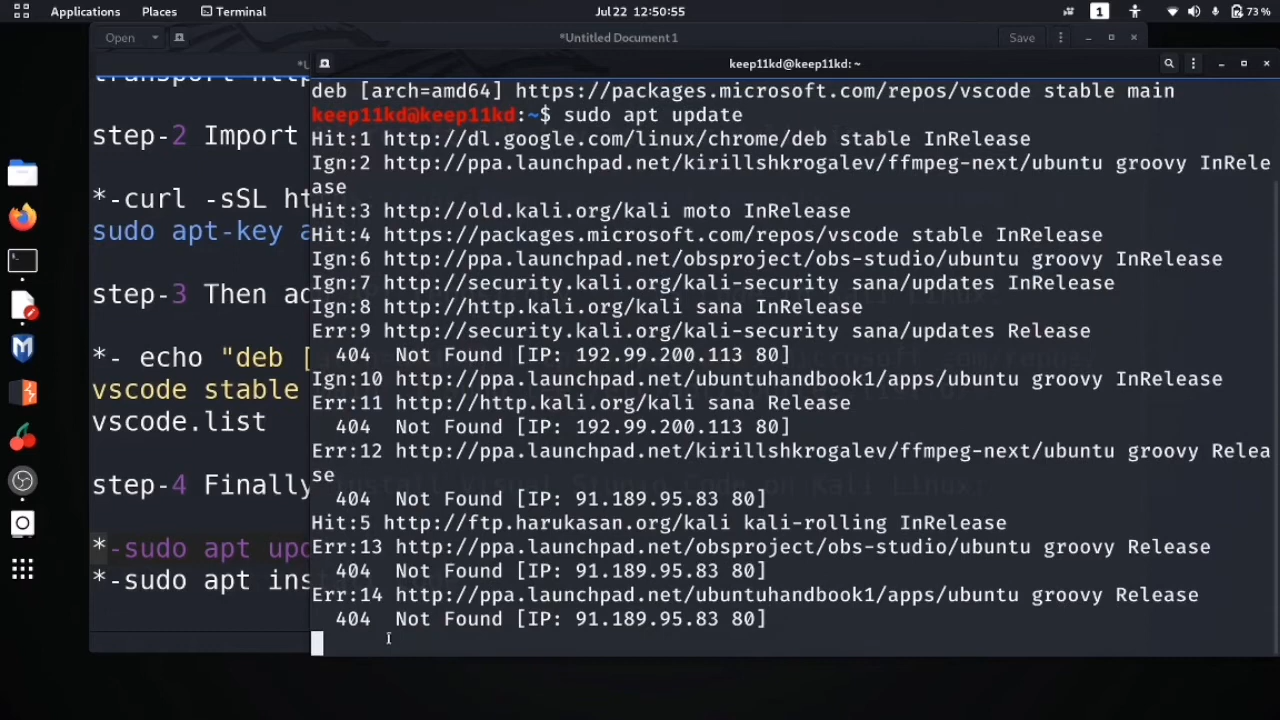 Applications Places Terminal Jul 22 12:50:55 1 73 %
Open *Untitled Document 1 Save
keep11kd@keep11kd: ~
deb [arch=amd64] https://packages.microsoft.com/repos/vscode stable main
keep11kd@keep11kd:~$ sudo apt update
Hit:1 http://dl.google.com/linux/chrome/deb stable InRelease
Ign:2 http://ppa.launchpad.net/kirillshkrogalev/ffmpeg-next/ubuntu groovy InRele
ase
Hit:3 http://old.kali.org/kali moto InRelease
Hit:4 https://packages.microsoft.com/repos/vscode stable InRelease
Ign:6 http://ppa.launchpad.net/obsproject/obs-studio/ubuntu groovy InRelease
Ign:7 http://security.kali.org/kali-security sana/updates InRelease
Ign:8 http://http.kali.org/kali sana InRelease
Err:9 http://security.kali.org/kali-security sana/updates Release
404 Not Found [IP: 192.99.200.113 80]
Ign:10 http://ppa.launchpad.net/ubuntuhandbook1/apps/ubuntu groovy InRelease
Err:11 http://http.kali.org/kali sana Release
404 Not Found [IP: 192.99.200.113 80]
Err:12 http://ppa.launchpad.net/kirillshkrogalev/ffmpeg-next/ubuntu groovy Relea
se
404 Not Found [IP: 91.189.95.83 80]
Hit:5 http://ftp.harukasan.org/kali kali-rolling InRelease
Err:13 http://ppa.launchpad.net/obsproject/obs-studio/ubuntu groovy Release
404 Not Found [IP: 91.189.95.83 80]
Err:14 http://ppa.launchpad.net/ubuntuhandbook1/apps/ubuntu groovy Release
404 Not Found [IP: 91.189.95.83 80]
step-2 Import
*-curl -sSL ht
sudo apt-key a
step-3 Then ad
*- echo "deb [
vscode stable
vscode.list
step-4 Finally
*-sudo apt upd
*-sudo apt ins